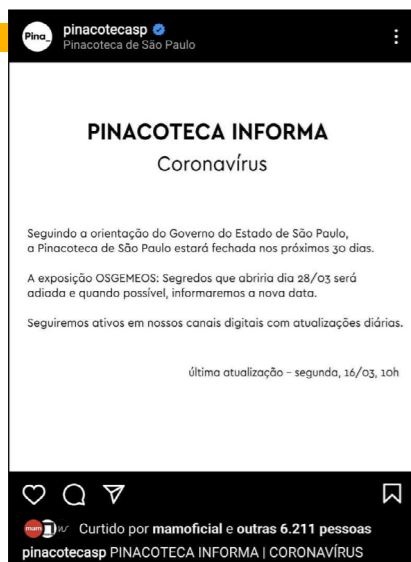 Pina_
pinacotecasp
Pinacoteca de São Paulo
PINACOTECA INFORMA
Coronavírus
Seguindo a orientação do Governo do Estado de São Paulo,
a Pinacoteca de São Paulo estará fechada nos próximos 30 dias.
A exposição OSGEMEOS: Segredos que abriria dia 28/03 será
adiada e quando possível, informaremos a nova data.
Seguiremos ativos em nossos canais digitais com atualizações diárias.
última atualização – segunda, 16/03, 10h
mam
Curtido por mamoficial e outras 6.211 pessoas
pinacotecasp PINACOTECA INFORMA | CORONAVÍRUS